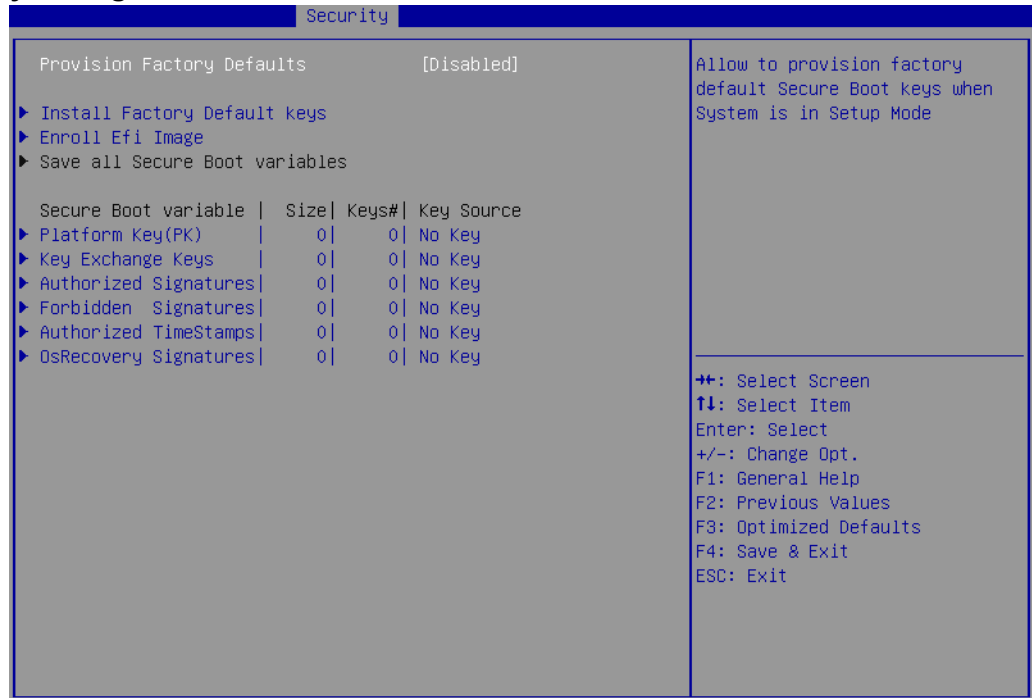 Security
Provision Factory Defaults [Disabled]
▶ Install Factory Default keys
▶ Enroll Efi Image
▶ Save all Secure Boot variables
Secure Boot variable | Size| Keys#| Key Source
▶ Platform Key(PK) | 0| 0| No Key
▶ Key Exchange Keys | 0| 0| No Key
▶ Authorized Signatures| 0| 0| No Key
▶ Forbidden Signatures| 0| 0| No Key
▶ Authorized TimeStamps| 0| 0| No Key
▶ OsRecovery Signatures| 0| 0| No Key
Allow to provision factory
default Secure Boot keys when
System is in Setup Mode
→←: Select Screen
↑↓: Select Item
Enter: Select
+/-: Change Opt.
F1: General Help
F2: Previous Values
F3: Optimized Defaults
F4: Save & Exit
ESC: Exit